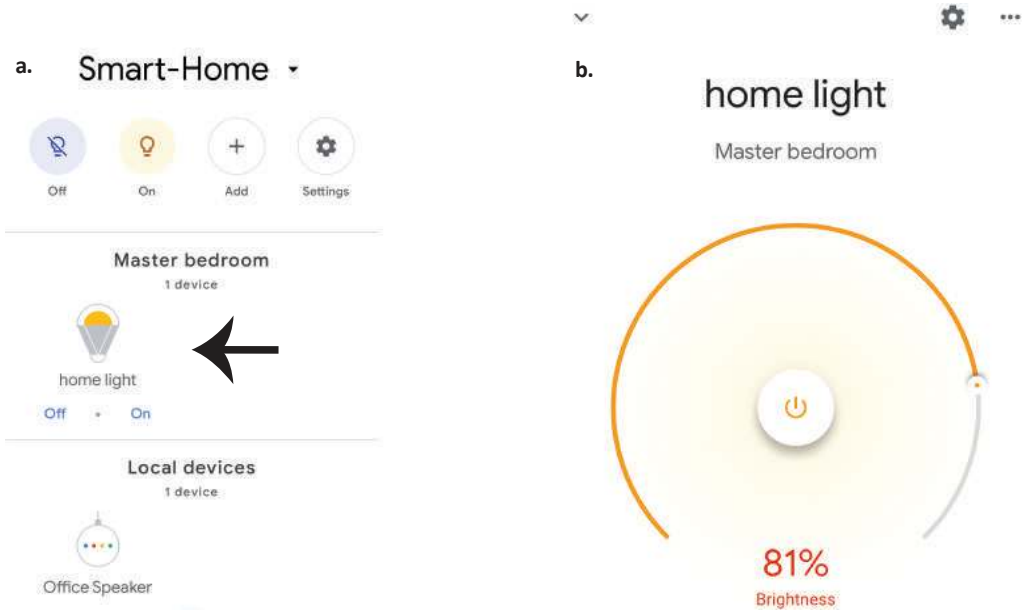 a.
Smart-Home
Off On Add Settings
Master bedroom
1 device
home light
Off • On
Local devices
1 device
Office Speaker
b.
home light
Master bedroom
81%
Brightness